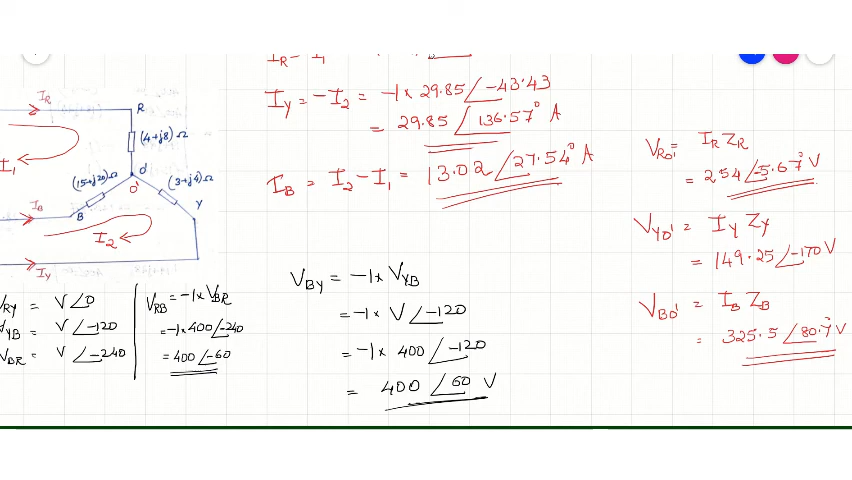 I_R = I_1
I_Y = -I_2 = -1 x 29.85 ∠-43.43
= 29.85 ∠136.57° A
I_B = I_2 - I_1 = 13.02 ∠27.54° A
I_R
R
(4+j8)Ω
I_1
(15+j20)Ω
O'
(3+j4)Ω
I_B
B
Y
I_2
I_Y
V_RY = V∠0
V_YB = V∠-120
V_BR = V∠-240
V_RB = -1 x V_BR
= -1 x 400 ∠-240
= 400 ∠-60
V_BY = -1 x V_YB
= -1 x V∠-120
= -1 x 400 ∠-120
= 400 ∠60 V
V_RO' = I_R Z_R
= 254 ∠-5.67° V
V_YO' = I_Y Z_Y
= 149.25 ∠-170 V
V_BO' = I_B Z_B
= 325.5 ∠80.7° V